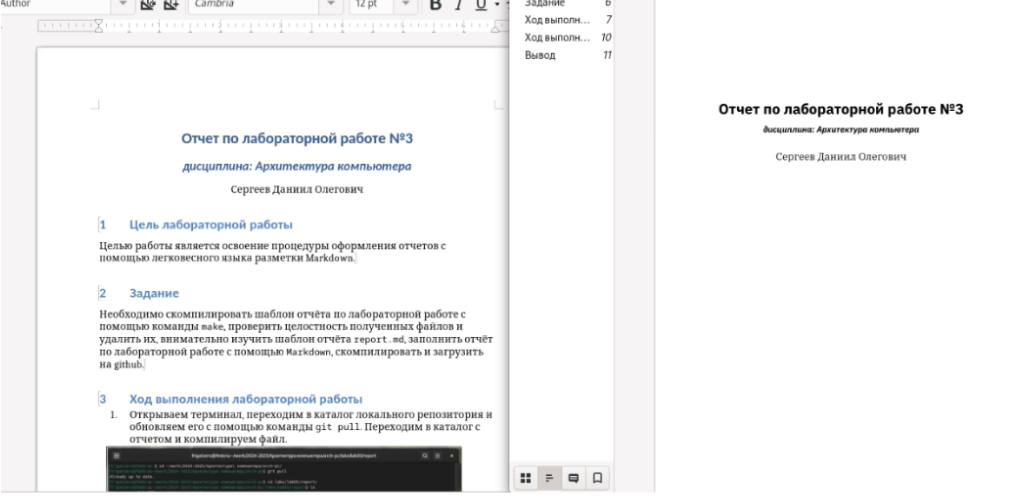 Author
Cambria
12 pt
B I U
Отчет по лабораторной работе №3
дисциплина: Архитектура компьютера
Сергеев Даниил Олегович
1 Цель лабораторной работы
Целью работы является освоение процедуры оформления отчетов с
помощью легковесного языка разметки Markdown.
2 Задание
Необходимо скомпилировать шаблон отчёта по лабораторной работе с
помощью команды make, проверить целостность полученных файлов и
удалить их, внимательно изучить шаблон отчёта report.md, заполнить отчёт
по лабораторной работе с помощью Markdown, скомпилировать и загрузить
на github.
3 Ход выполнения лабораторной работы
1. Открываем терминал, переходим в каталог локального репозитория и
обновляем его с помощью команды git pull. Переходим в каталог с
отчетом и компилируем файл.
Задание 6
Ход выполн... 7
Ход выполн... 10
Вывод 11
Отчет по лабораторной работе №3
дисциплина: Архитектура компьютера
Сергеев Даниил Олегович